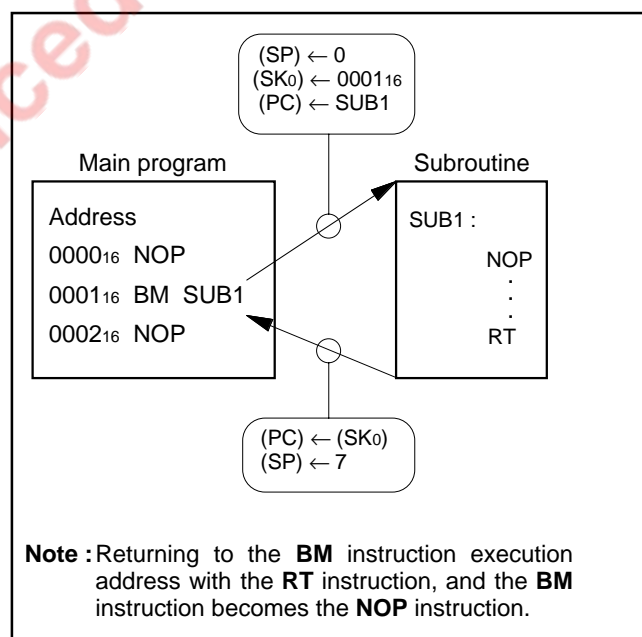 (SP) ← 0
(SK0) ← 000116
(PC) ← SUB1
Main program
Subroutine
Address
000016 NOP
000116 BM SUB1
000216 NOP
SUB1 :
NOP
.
.
.
RT
(PC) ← (SK0)
(SP) ← 7
Note : Returning to the BM instruction execution
address with the RT instruction, and the BM
instruction becomes the NOP instruction.